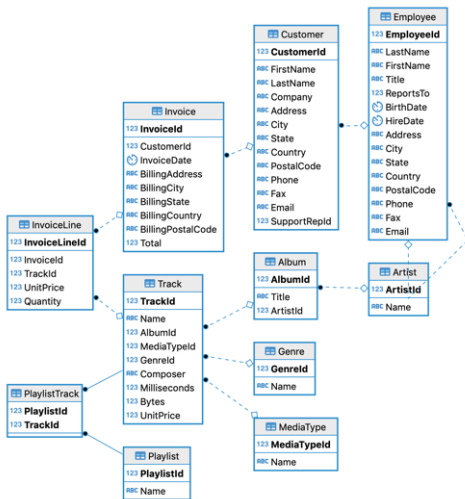 Employee
123 EmployeeId
ABC LastName
ABC FirstName
ABC Title
123 ReportsTo
BirthDate
HireDate
ABC Address
ABC City
ABC State
ABC Country
ABC PostalCode
ABC Phone
ABC Fax
ABC Email
Customer
123 CustomerId
ABC FirstName
ABC LastName
ABC Company
ABC Address
ABC City
ABC State
ABC Country
ABC PostalCode
ABC Phone
ABC Fax
ABC Email
123 SupportRepId
Invoice
123 InvoiceId
123 CustomerId
InvoiceDate
ABC BillingAddress
ABC BillingCity
ABC BillingState
ABC BillingCountry
ABC BillingPostalCode
123 Total
InvoiceLine
123 InvoiceLineId
123 InvoiceId
123 TrackId
123 UnitPrice
123 Quantity
Track
123 TrackId
ABC Name
123 AlbumId
123 MediaTypeId
123 GenreId
ABC Composer
123 Milliseconds
123 Bytes
123 UnitPrice
Album
123 AlbumId
ABC Title
123 ArtistId
Artist
123 ArtistId
ABC Name
Genre
123 GenreId
ABC Name
MediaType
123 MediaTypeId
ABC Name
PlaylistTrack
123 PlaylistId
123 TrackId
Playlist
123 PlaylistId
ABC Name